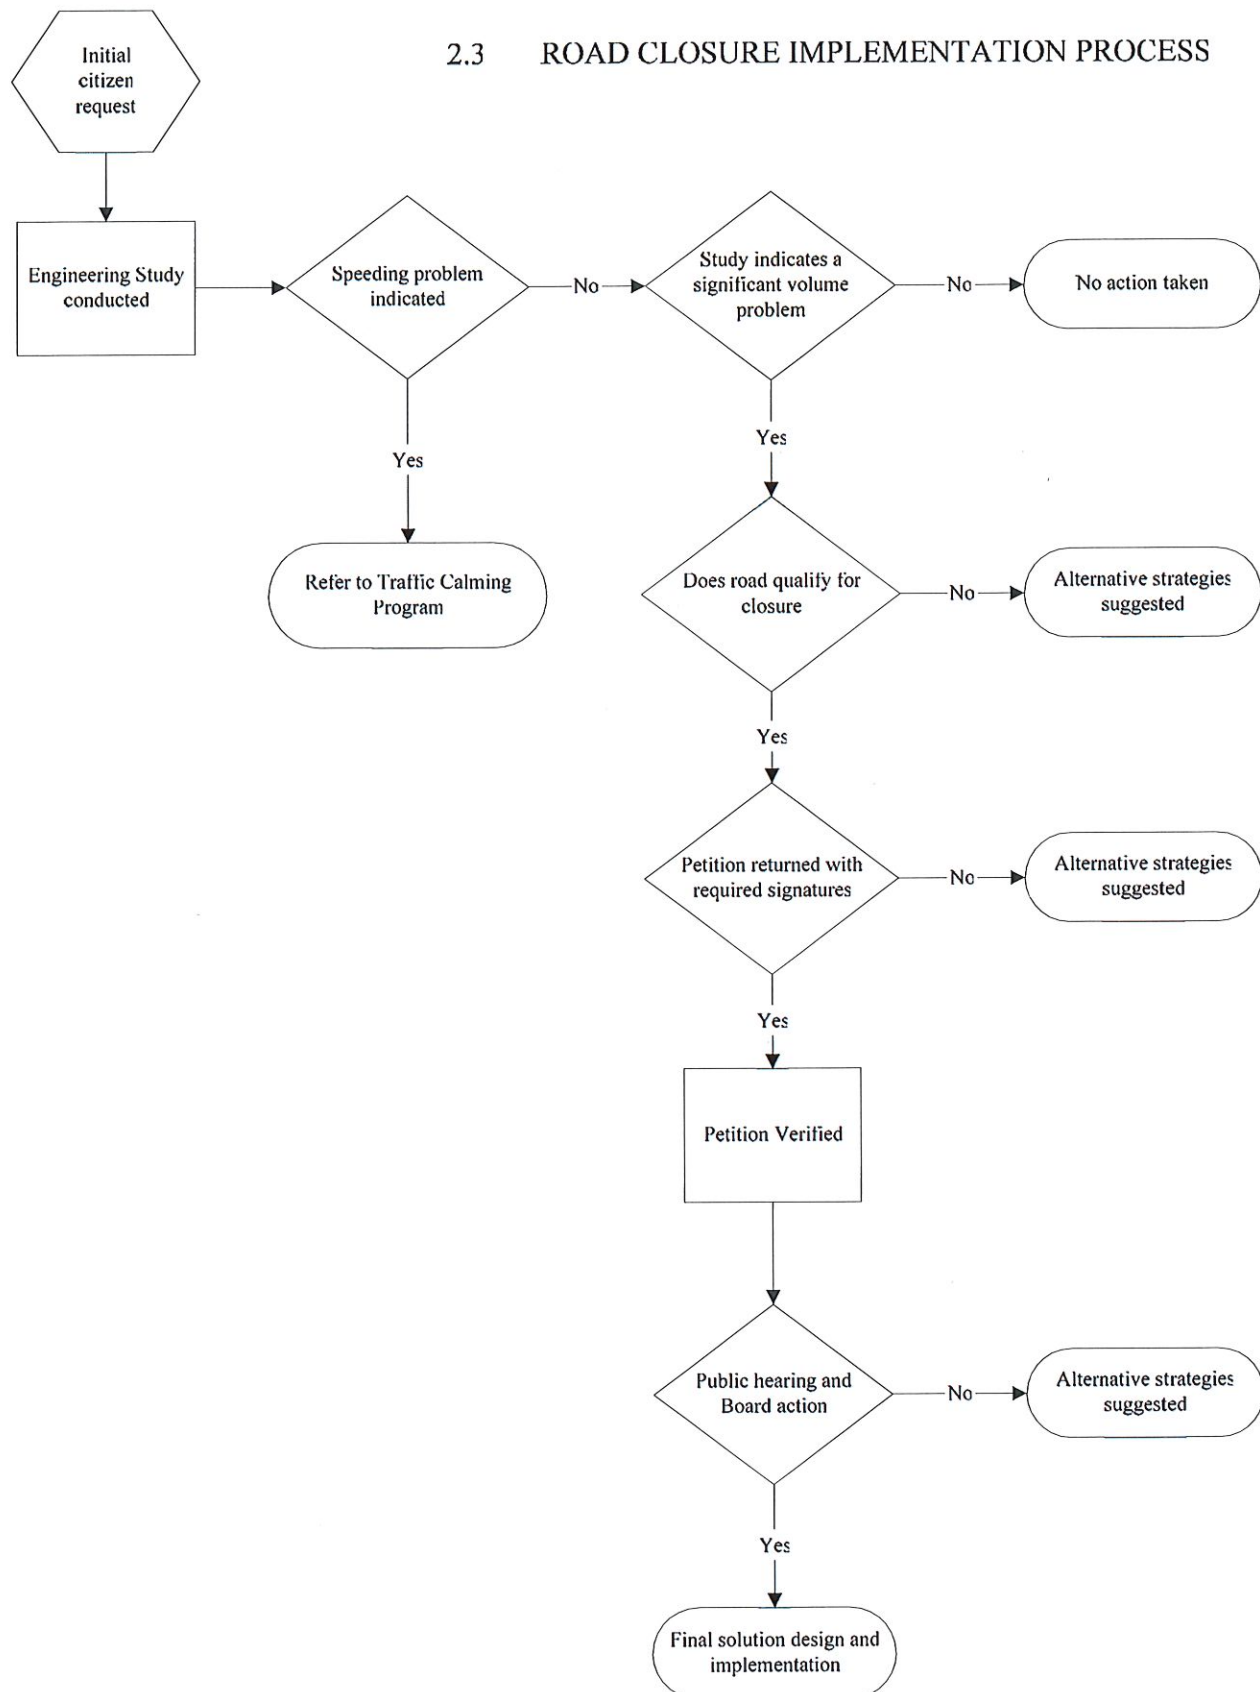 2.3 ROAD CLOSURE IMPLEMENTATION PROCESS
Initial
citizen
request
Engineering Study
conducted
Speeding problem
indicated
No
Study indicates a
significant volume
problem
No
No action taken
Yes
Yes
Refer to Traffic Calming
Program
Does road qualify for
closure
No
Alternative strategies
suggested
Yes
Petition returned with
required signatures
No
Alternative strategies
suggested
Yes
Petition Verified
Public hearing and
Board action
No
Alternative strategies
suggested
Yes
Final solution design and
implementation